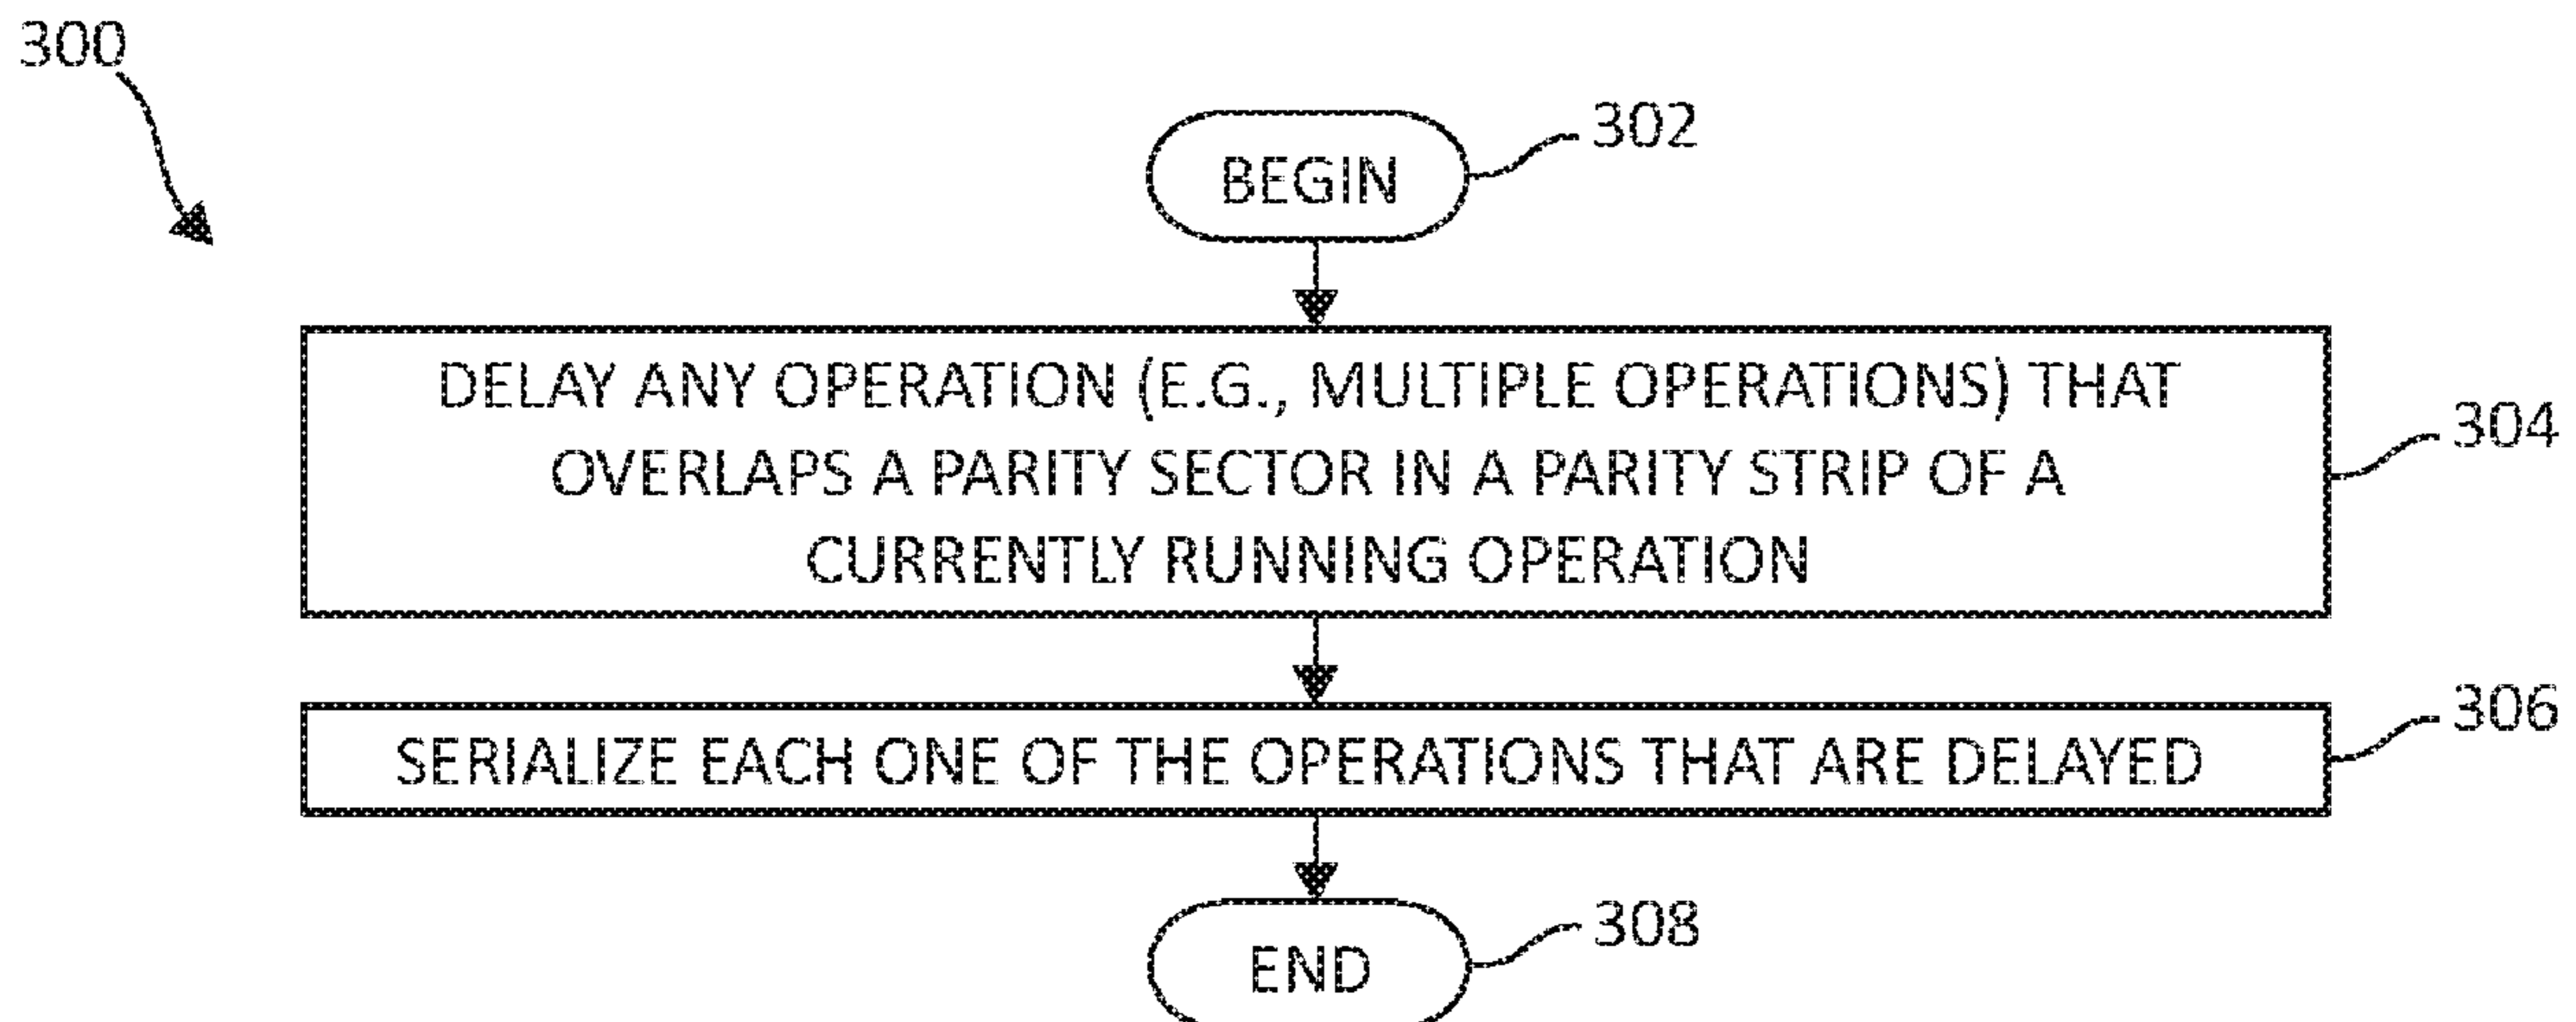 300
302
BEGIN
DELAY ANY OPERATION (E.G., MULTIPLE OPERATIONS) THAT
OVERLAPS A PARITY SECTOR IN A PARITY STRIP OF A
CURRENTLY RUNNING OPERATION
304
SERIALIZE EACH ONE OF THE OPERATIONS THAT ARE DELAYED
306
308
END